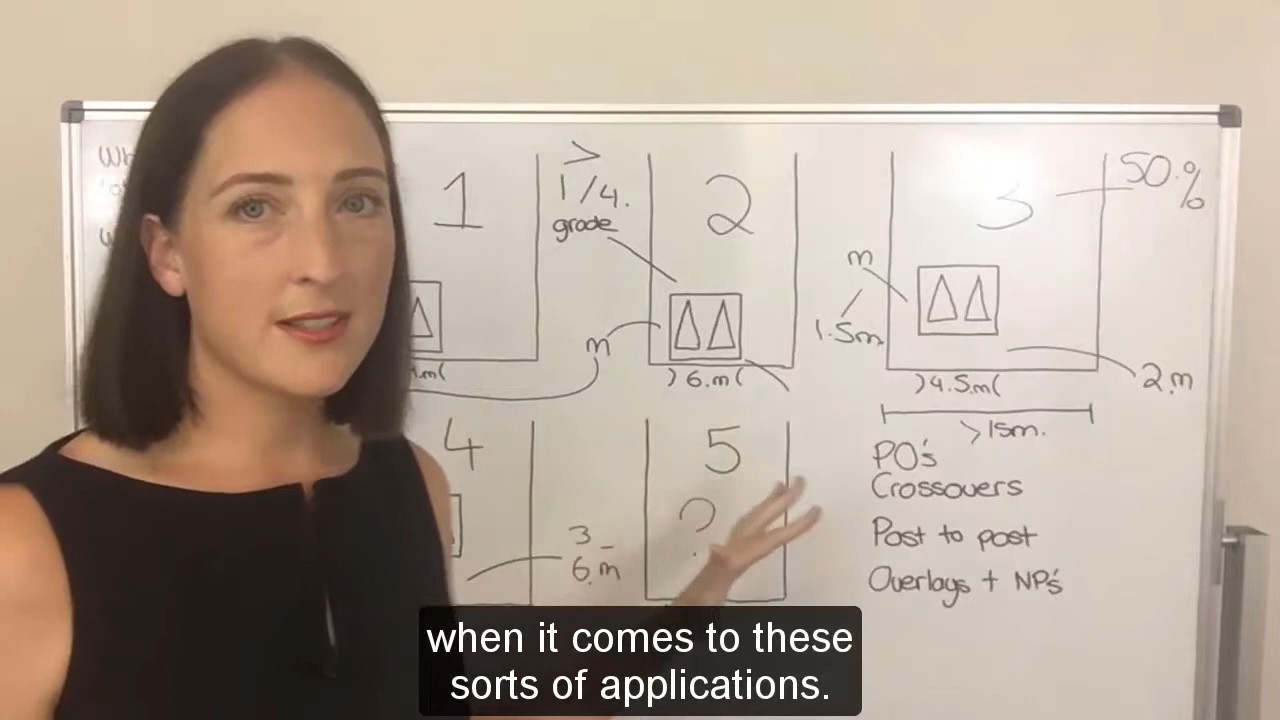 1
>
1/4.
grade
2
3
50.%
m
m
1.5m
)6.m(
)4.5m(
2.m
>15m.
4
5
3-
6.m
?
PO's
Crossovers
Post to post
Overlays + NP's
when it comes to these
sorts of applications.